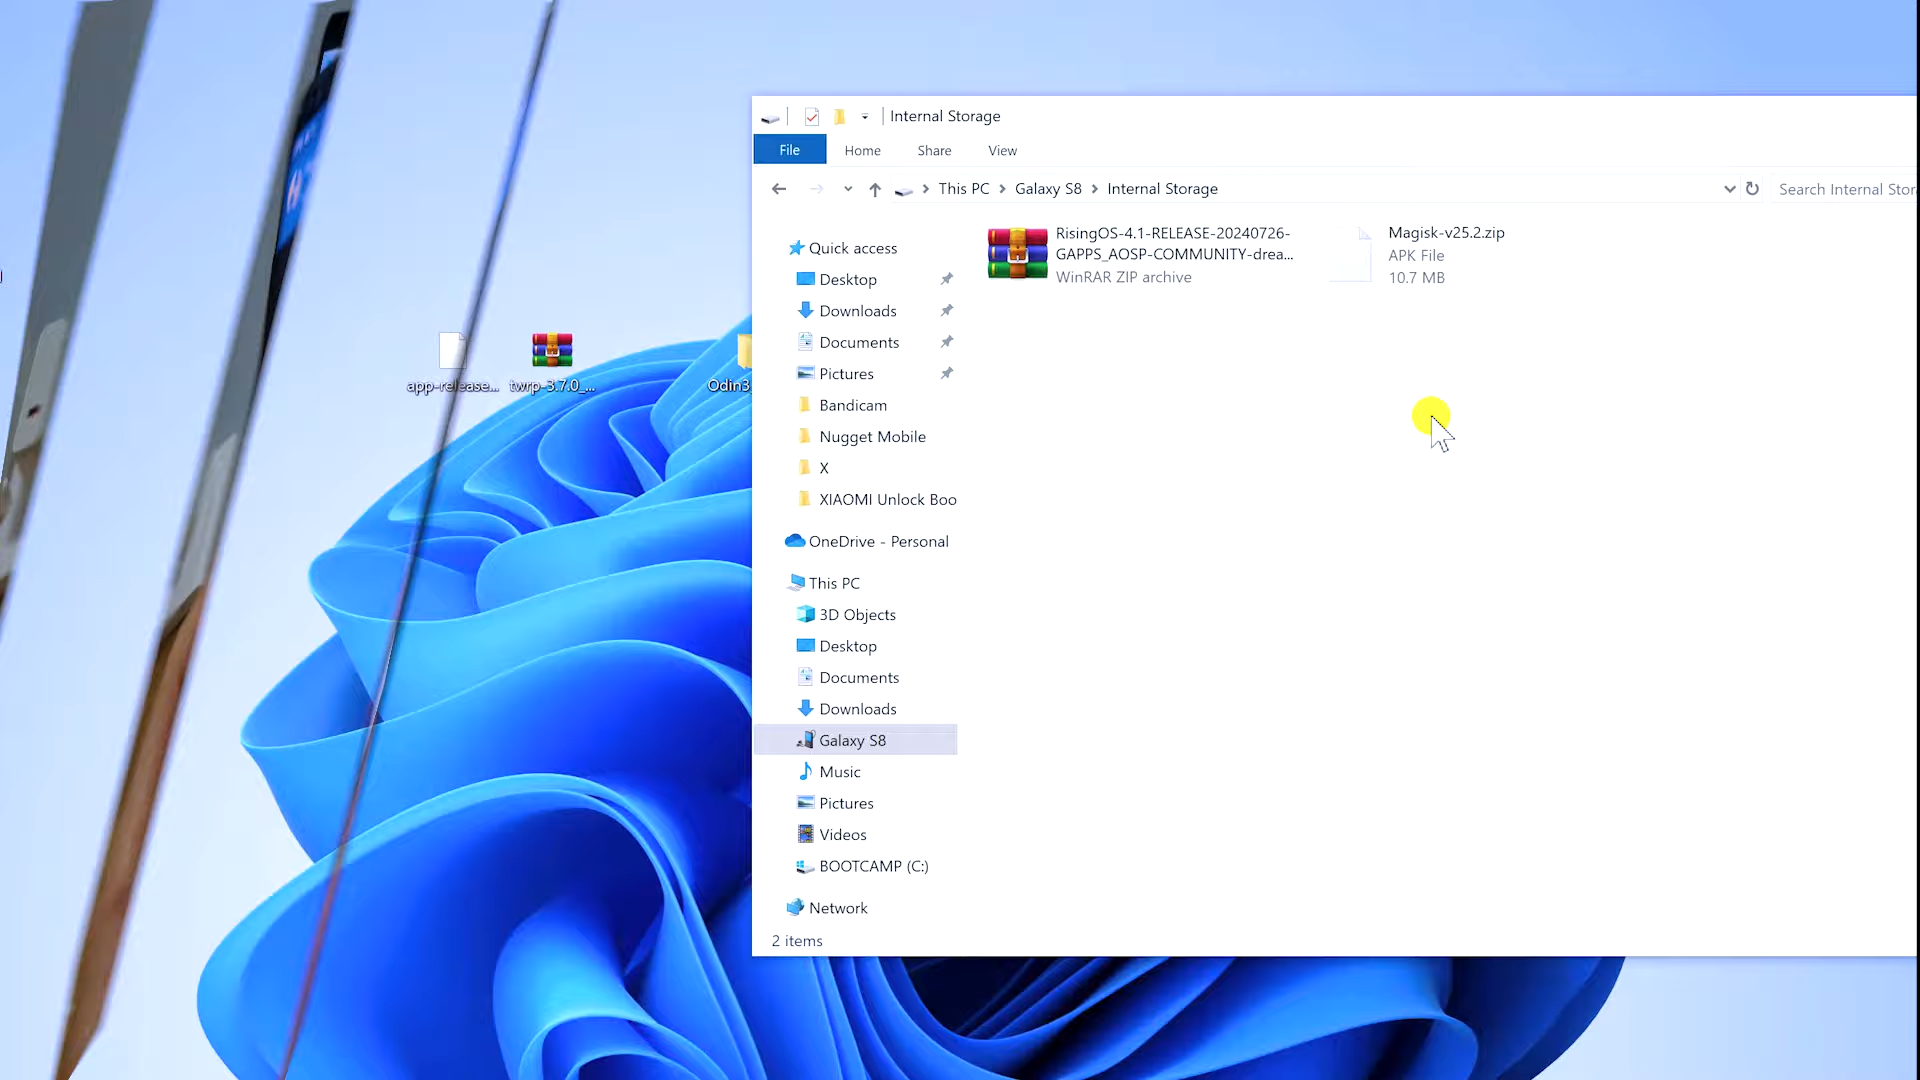 Internal Storage
File
Home
Share
View
This PC
Galaxy S8
Internal Storage
Search Internal Stor
Quick access
Desktop
Downloads
Documents
Pictures
Bandicam
Nugget Mobile
X
XIAOMI Unlock Boo
OneDrive - Personal
This PC
3D Objects
Desktop
Documents
Downloads
Galaxy S8
Music
Pictures
Videos
BOOTCAMP (C:)
Network
2 items
RisingOS-4.1-RELEASE-20240726-
GAPPS_AOSP-COMMUNITY-drea...
WinRAR ZIP archive
Magisk-v25.2.zip
APK File
10.7 MB
app-release...
twrp-3.7.0_...
Odin3